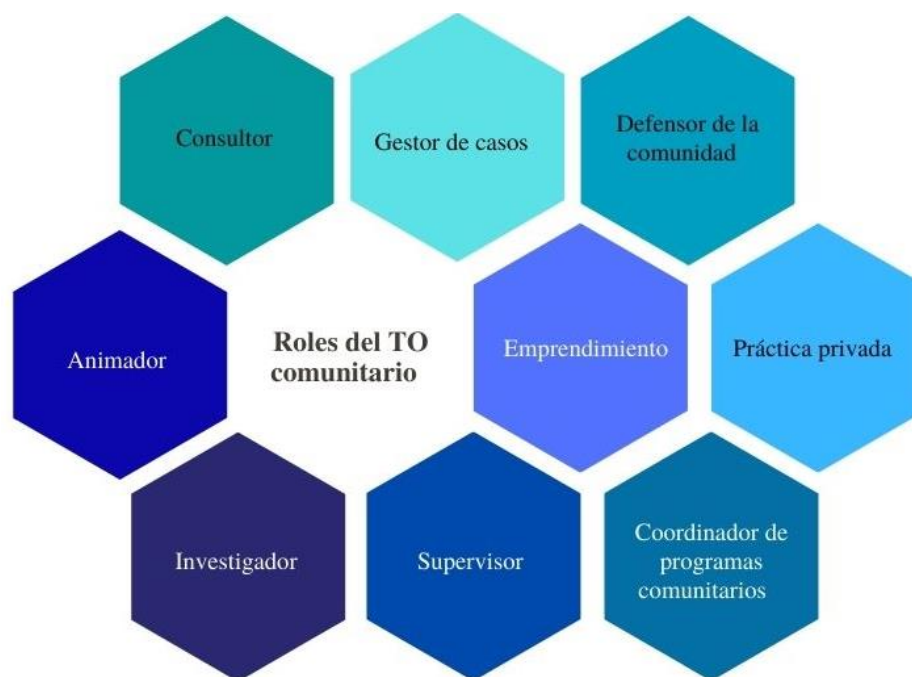 Consultor
Gestor de casos
Defensor de la
comunidad
Animador
Roles del TO
comunitario
Emprendimiento
Práctica privada
Investigador
Supervisor
Coordinador de
programas
comunitarios